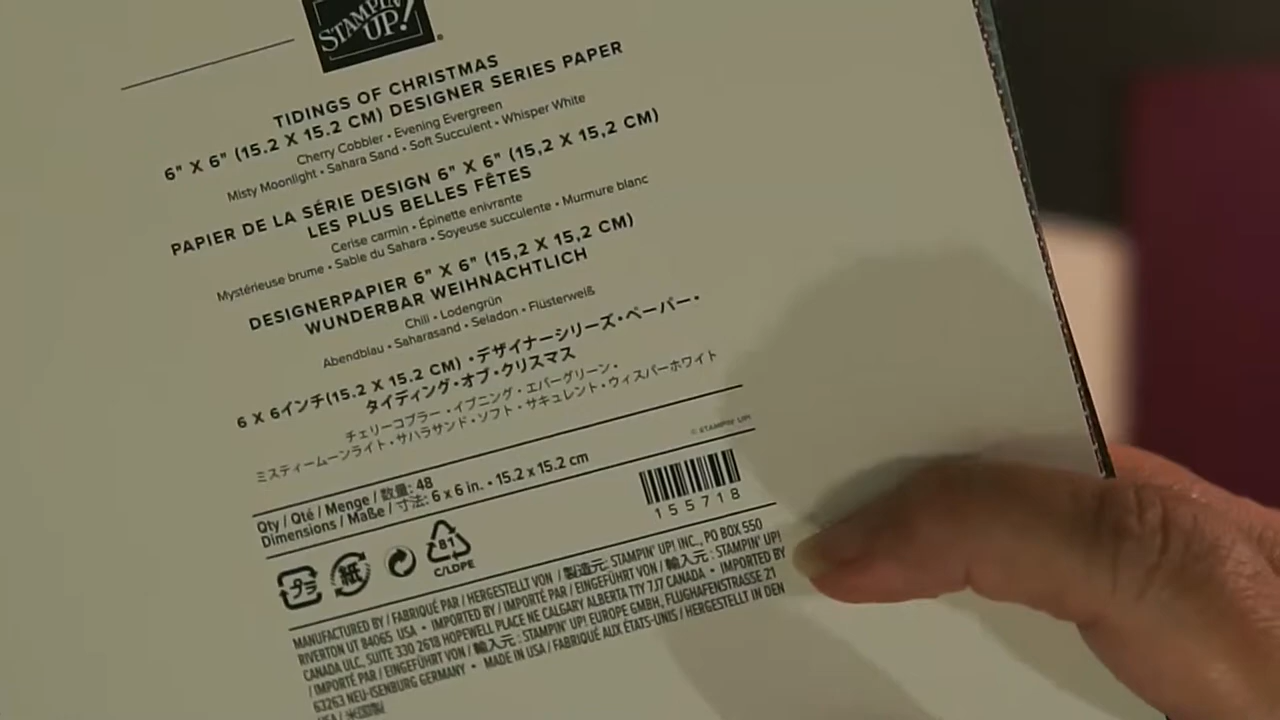 STAMPIN' UP!
TIDINGS OF CHRISTMAS
6" X 6" (15.2 X 15.2 CM) DESIGNER SERIES PAPER
Cherry Cobbler • Evening Evergreen
Misty Moonlight • Sahara Sand • Soft Succulent • Whisper White
PAPIER DE LA SÉRIE DESIGN 6" X 6" (15,2 X 15,2 CM)
LES PLUS BELLES FÊTES
Cerise carmin • Épinette enivrante
Mystérieuse brume • Sable du Sahara • Soyeuse succulente • Murmure blanc
DESIGNERPAPIER 6" X 6" (15,2 X 15,2 CM)
WUNDERBAR WEIHNACHTLICH
Chili • Lodengrün
Abendblau • Saharasand • Seladon • Flüsterweiß
6 X 6インチ(15.2 X 15.2 CM) •デザイナーシリーズ•ペーパー•
タイディング•オブ•クリスマス
チェリーコブラー • イブニング • エバーグリーン•
ミスティームーンライト • サハラサンド • ソフト • サキュレント • ウィスパーホワイト
© STAMPIN' UP!
Qty / Qté / Menge / 数量: 48
Dimensions / Maße / 寸法: 6 x 6 in. • 15.2 x 15.2 cm
155718
プラ
紙
81
C/LDPE
MANUFACTURED BY / FABRIQUÉ PAR / HERGESTELLT VON / 製造元: STAMPIN' UP! INC., PO BOX 550
RIVERTON UT 84065 USA • IMPORTED BY / IMPORTÉ PAR / EINGEFÜHRT VON / 輸入元 : STAMPIN' UP!
CANADA ULC, SUITE 330 2618 HOPEWELL PLACE NE CALGARY ALBERTA T1Y 7J7 CANADA • IMPORTED BY
/ IMPORTÉ PAR / EINGEFÜHRT VON / 輸入元 : STAMPIN' UP! EUROPE GMBH, FLUGHAFENSTRASSE 21
63263 NEU-ISENBURG GERMANY • MADE IN USA / FABRIQUÉ AUX ÉTATS-UNIS / HERGESTELLT IN DEN
USA / 米国製